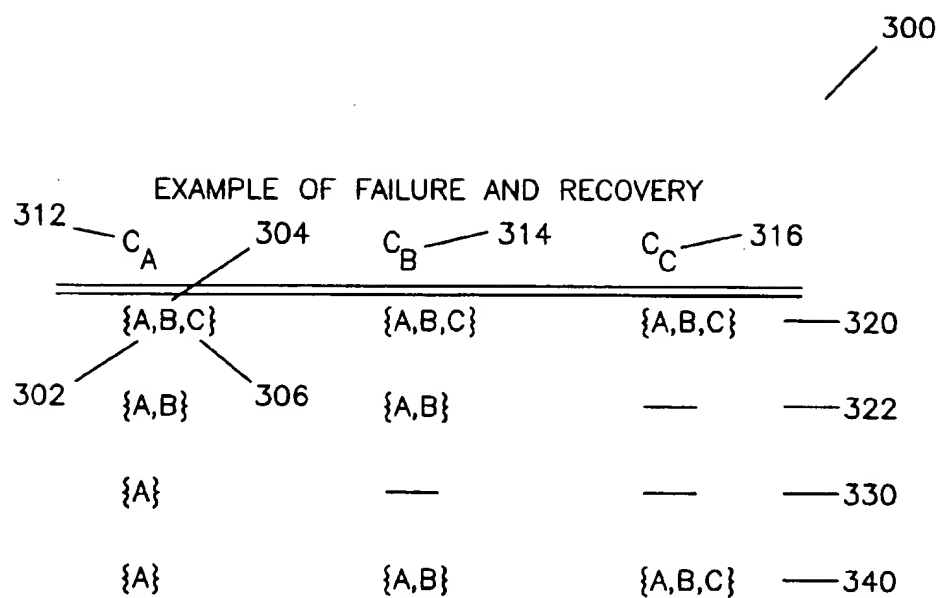 300
EXAMPLE OF FAILURE AND RECOVERY
312 C_A 304 C_B 314 C_C 316
{A,B,C} {A,B,C} {A,B,C} 320
302 {A,B} 306 {A,B} — — 322
{A} — — — 330
{A} {A,B} {A,B,C} — 340